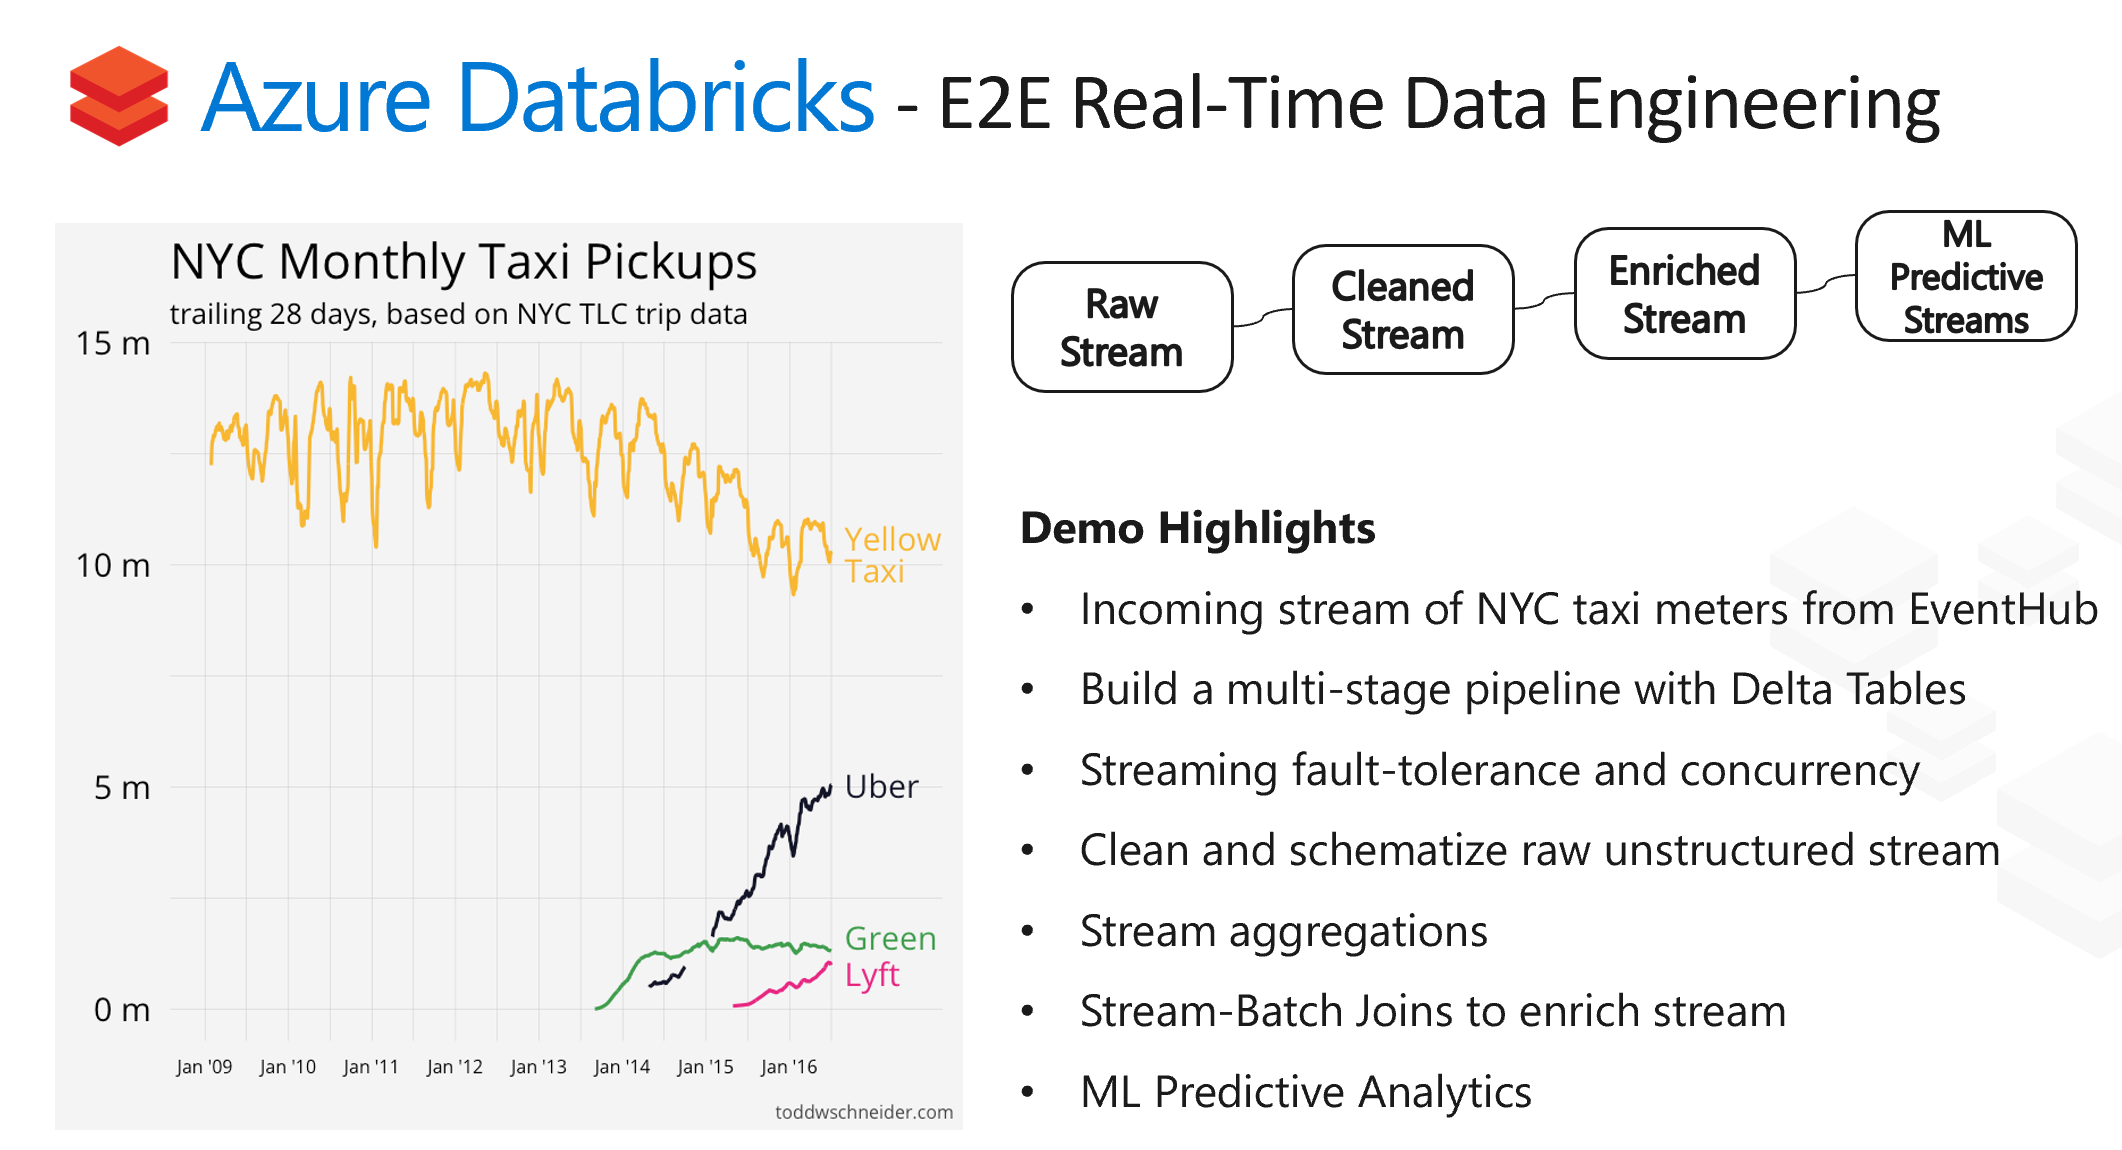 Azure Databricks - E2E Real-Time Data Engineering
NYC Monthly Taxi Pickups
trailing 28 days, based on NYC TLC trip data
15 m
10 m
5 m
0 m
Yellow
Taxi
Uber
Green
Lyft
Jan '09 Jan '10 Jan '11 Jan '12 Jan '13 Jan '14 Jan '15 Jan '16
toddwschneider.com
Raw
Stream
Cleaned
Stream
Enriched
Stream
ML
Predictive
Streams
Demo Highlights
• Incoming stream of NYC taxi meters from EventHub
• Build a multi-stage pipeline with Delta Tables
• Streaming fault-tolerance and concurrency
• Clean and schematize raw unstructured stream
• Stream aggregations
• Stream-Batch Joins to enrich stream
• ML Predictive Analytics